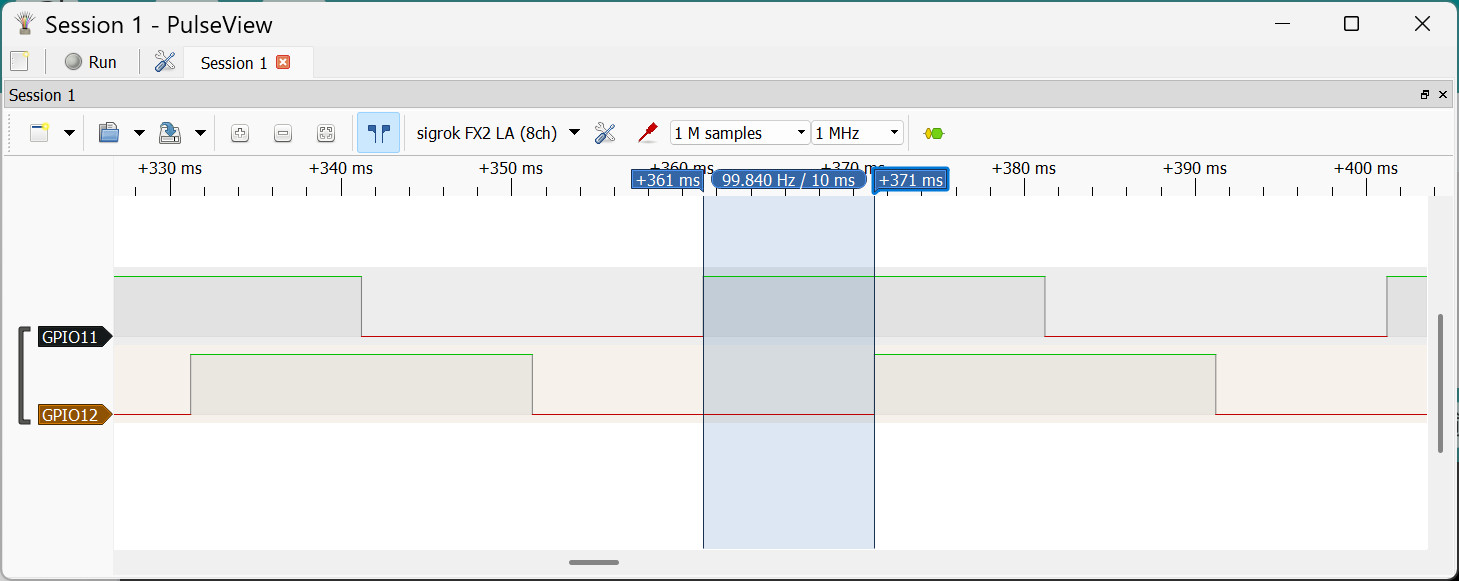 Session 1 - PulseView
Run
Session 1
Session 1
sigrok FX2 LA (8ch)
1 M samples
1 MHz
+330 ms +340 ms +350 ms +360 ms +370 ms +380 ms +390 ms +400 ms
+361 ms 99.840 Hz / 10 ms +371 ms
GPIO11
GPIO12